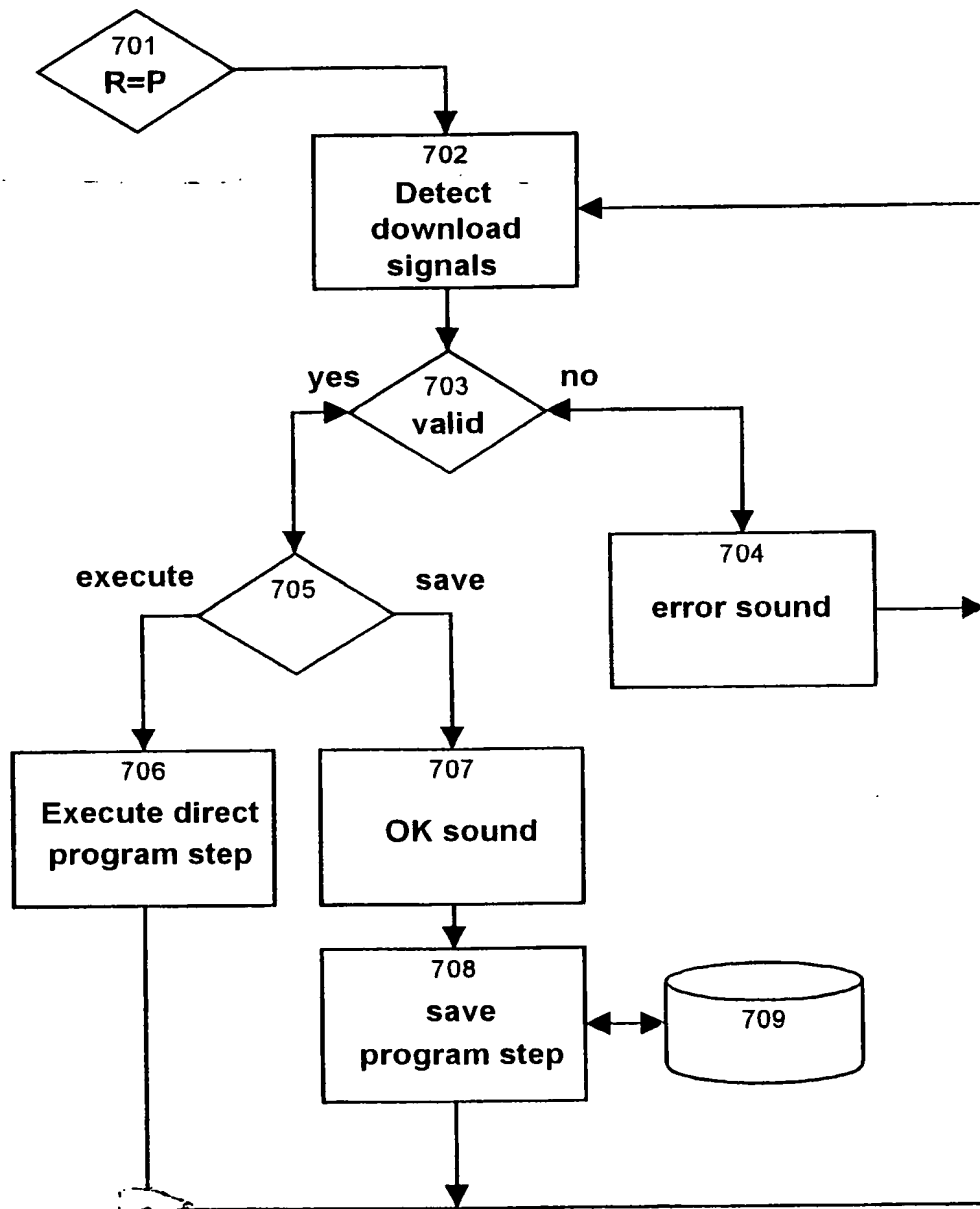 701
R=P
702
Detect
download
signals
yes
703
valid
no
704
error sound
execute
705
save
706
Execute direct
program step
707
OK sound
708
save
program step
709